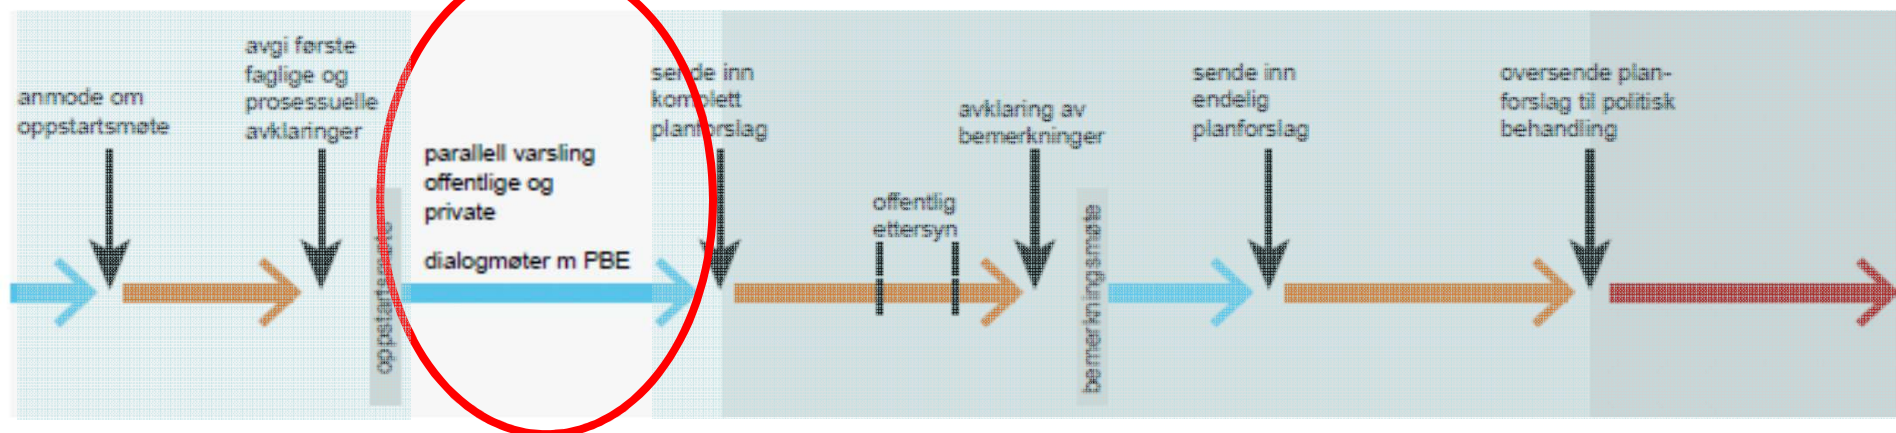 anmode om
oppstartsmøte
avgi første
faglige og
prosessuelle
avklaringer
oppstartsmøte
parallell varsling
offentlige og
private
dialogmøter m PBE
sende inn
komplett
planforslag
offentlig
ettersyn
avklaring av
bemerkninger
bemerkningsmøte
sende inn
endelig
planforslag
oversende plan-
forslag til politisk
behandling